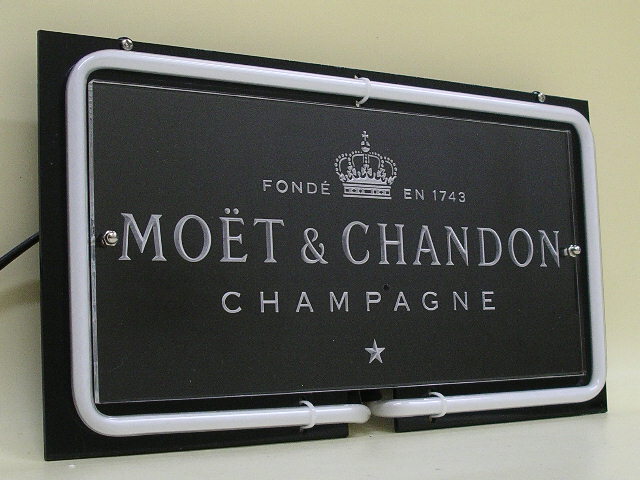 FONDÉ EN 1743
MOËT & CHANDON
CHAMPAGNE